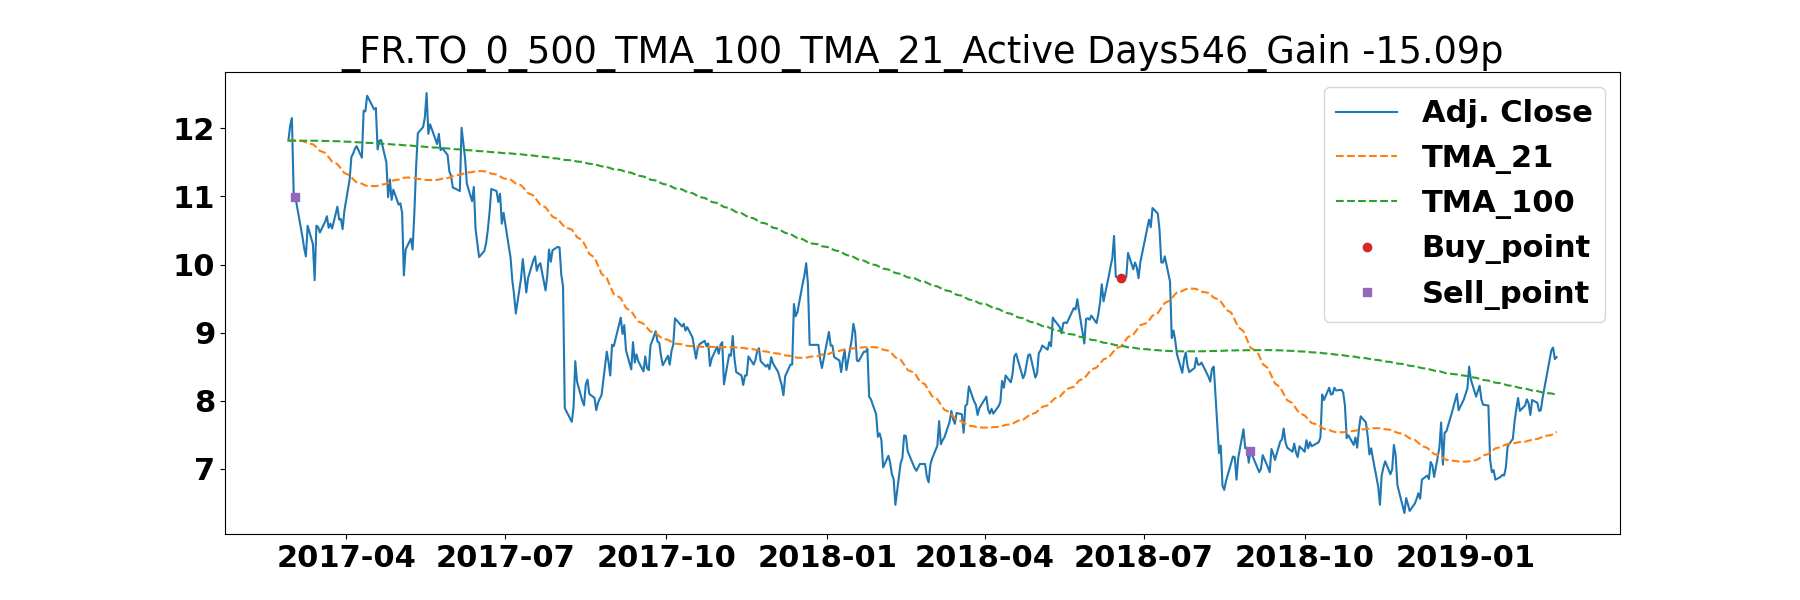 _FR.TO_0_500_TMA_100_TMA_21_Active Days546_Gain -15.09p
12
11
10
9
8
7
Adj. Close
TMA_21
TMA_100
Buy_point
Sell_point
2017-04 2017-07 2017-10 2018-01 2018-04 2018-07 2018-10 2019-01